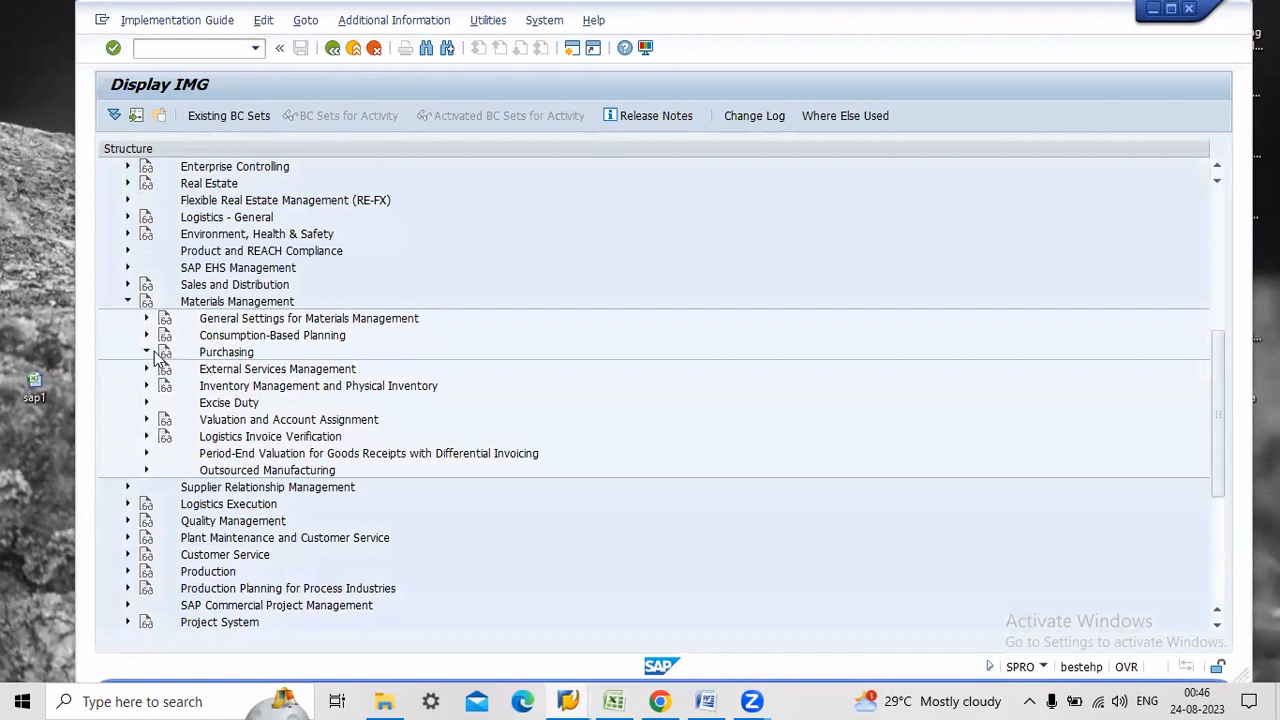 Implementation Guide Edit Goto Additional Information Utilities System Help
Display IMG
Existing BC Sets BC Sets for Activity Activated BC Sets for Activity Release Notes Change Log Where Else Used
Structure
Enterprise Controlling
Real Estate
Flexible Real Estate Management (RE-FX)
Logistics - General
Environment, Health & Safety
Product and REACH Compliance
SAP EHS Management
Sales and Distribution
Materials Management
General Settings for Materials Management
Consumption-Based Planning
Purchasing
External Services Management
sap1
Inventory Management and Physical Inventory
Excise Duty
Valuation and Account Assignment
Logistics Invoice Verification
Period-End Valuation for Goods Receipts with Differential Invoicing
Outsourced Manufacturing
Supplier Relationship Management
Logistics Execution
Quality Management
Plant Maintenance and Customer Service
Customer Service
Production
Production Planning for Process Industries
SAP Commercial Project Management
Project System
Activate Windows
Go to Settings to activate Windows.
SAP
SPRO bestehp OVR
Type here to search
29°C Mostly cloudy
ENG
00:46
24-08-2023